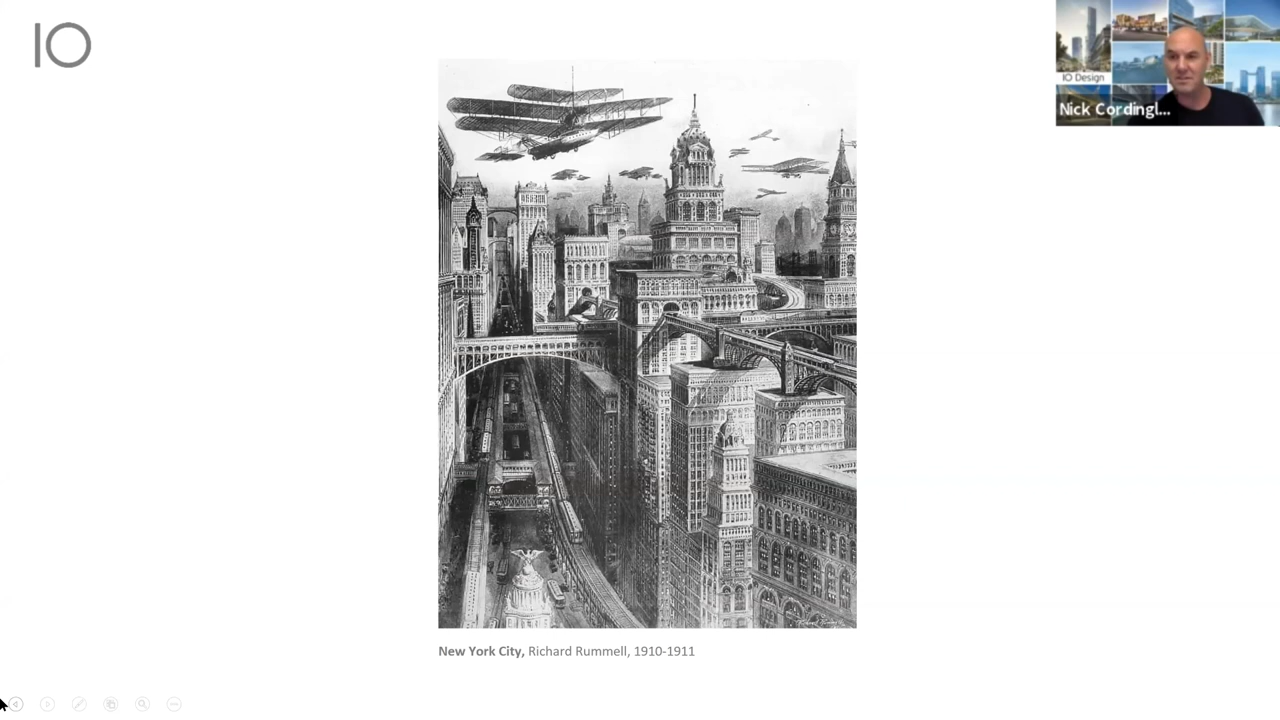 IO
IO Design
Nick Cordingl...
New York City, Richard Rummell, 1910-1911